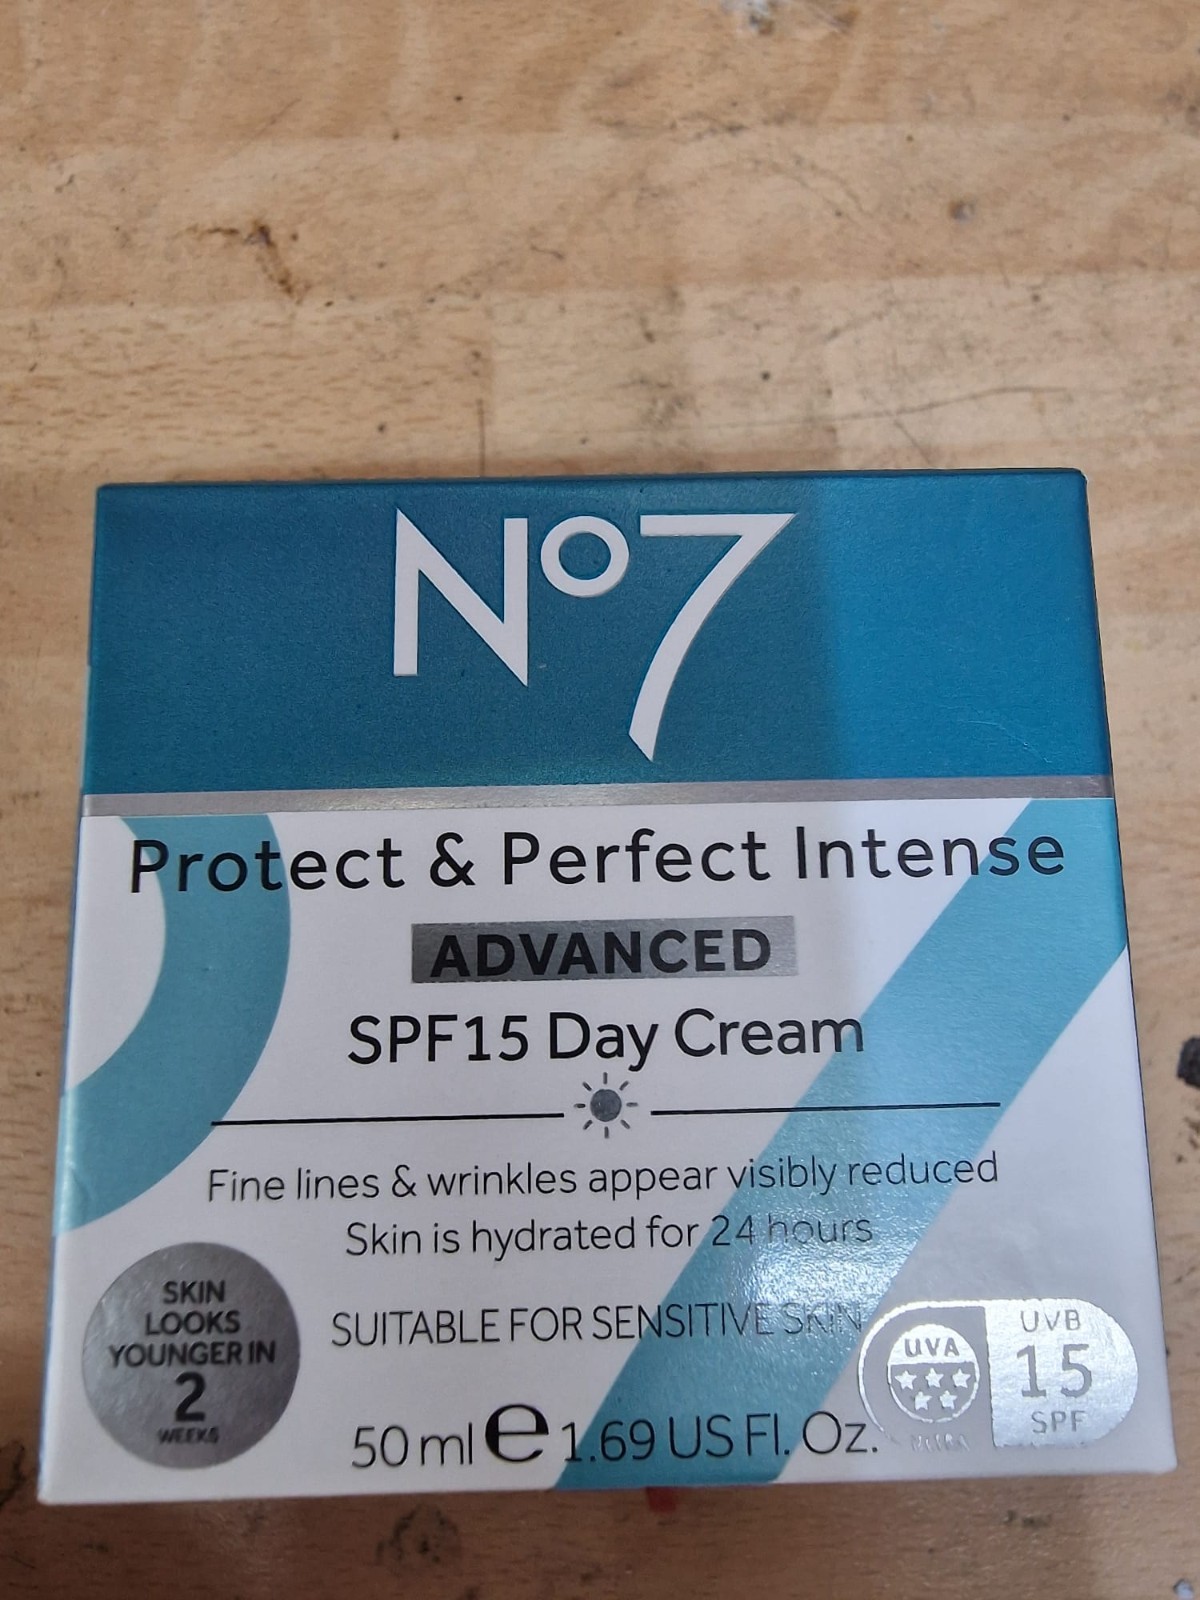 No7
Protect & Perfect Intense
ADVANCED
SPF15 Day Cream
Fine lines & wrinkles appear visibly reduced
Skin is hydrated for 24 hours
SUITABLE FOR SENSITIVE SKIN
SKIN
LOOKS
YOUNGER IN
2
WEEKS
50 ml e 1.69 US Fl. Oz.
UVA
UVB
15
SPF